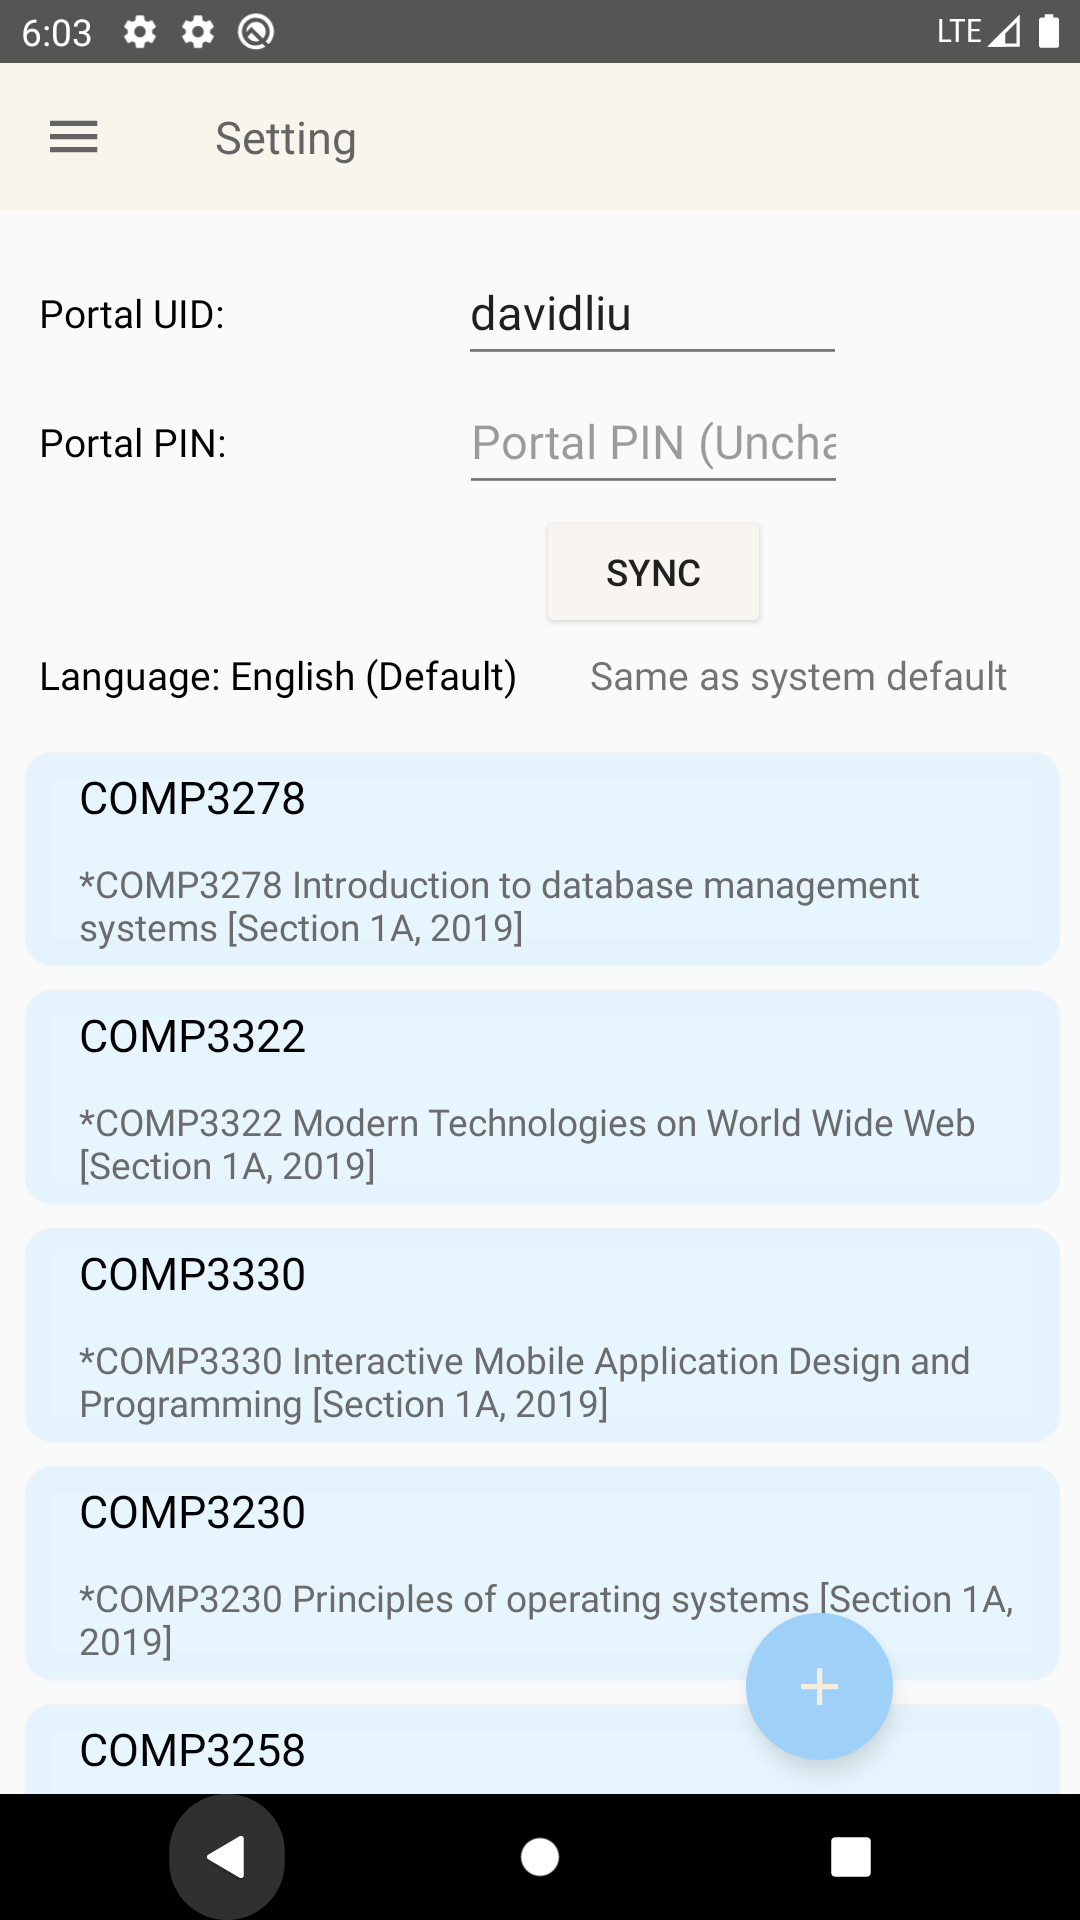 6:03
LTE
Setting
Portal UID:
davidliu
Portal PIN:
Portal PIN (Uncha
SYNC
Language: English (Default)
Same as system default
COMP3278
*COMP3278 Introduction to database management
systems [Section 1A, 2019]
COMP3322
*COMP3322 Modern Technologies on World Wide Web
[Section 1A, 2019]
COMP3330
*COMP3330 Interactive Mobile Application Design and
Programming [Section 1A, 2019]
COMP3230
*COMP3230 Principles of operating systems [Section 1A,
2019]
COMP3258